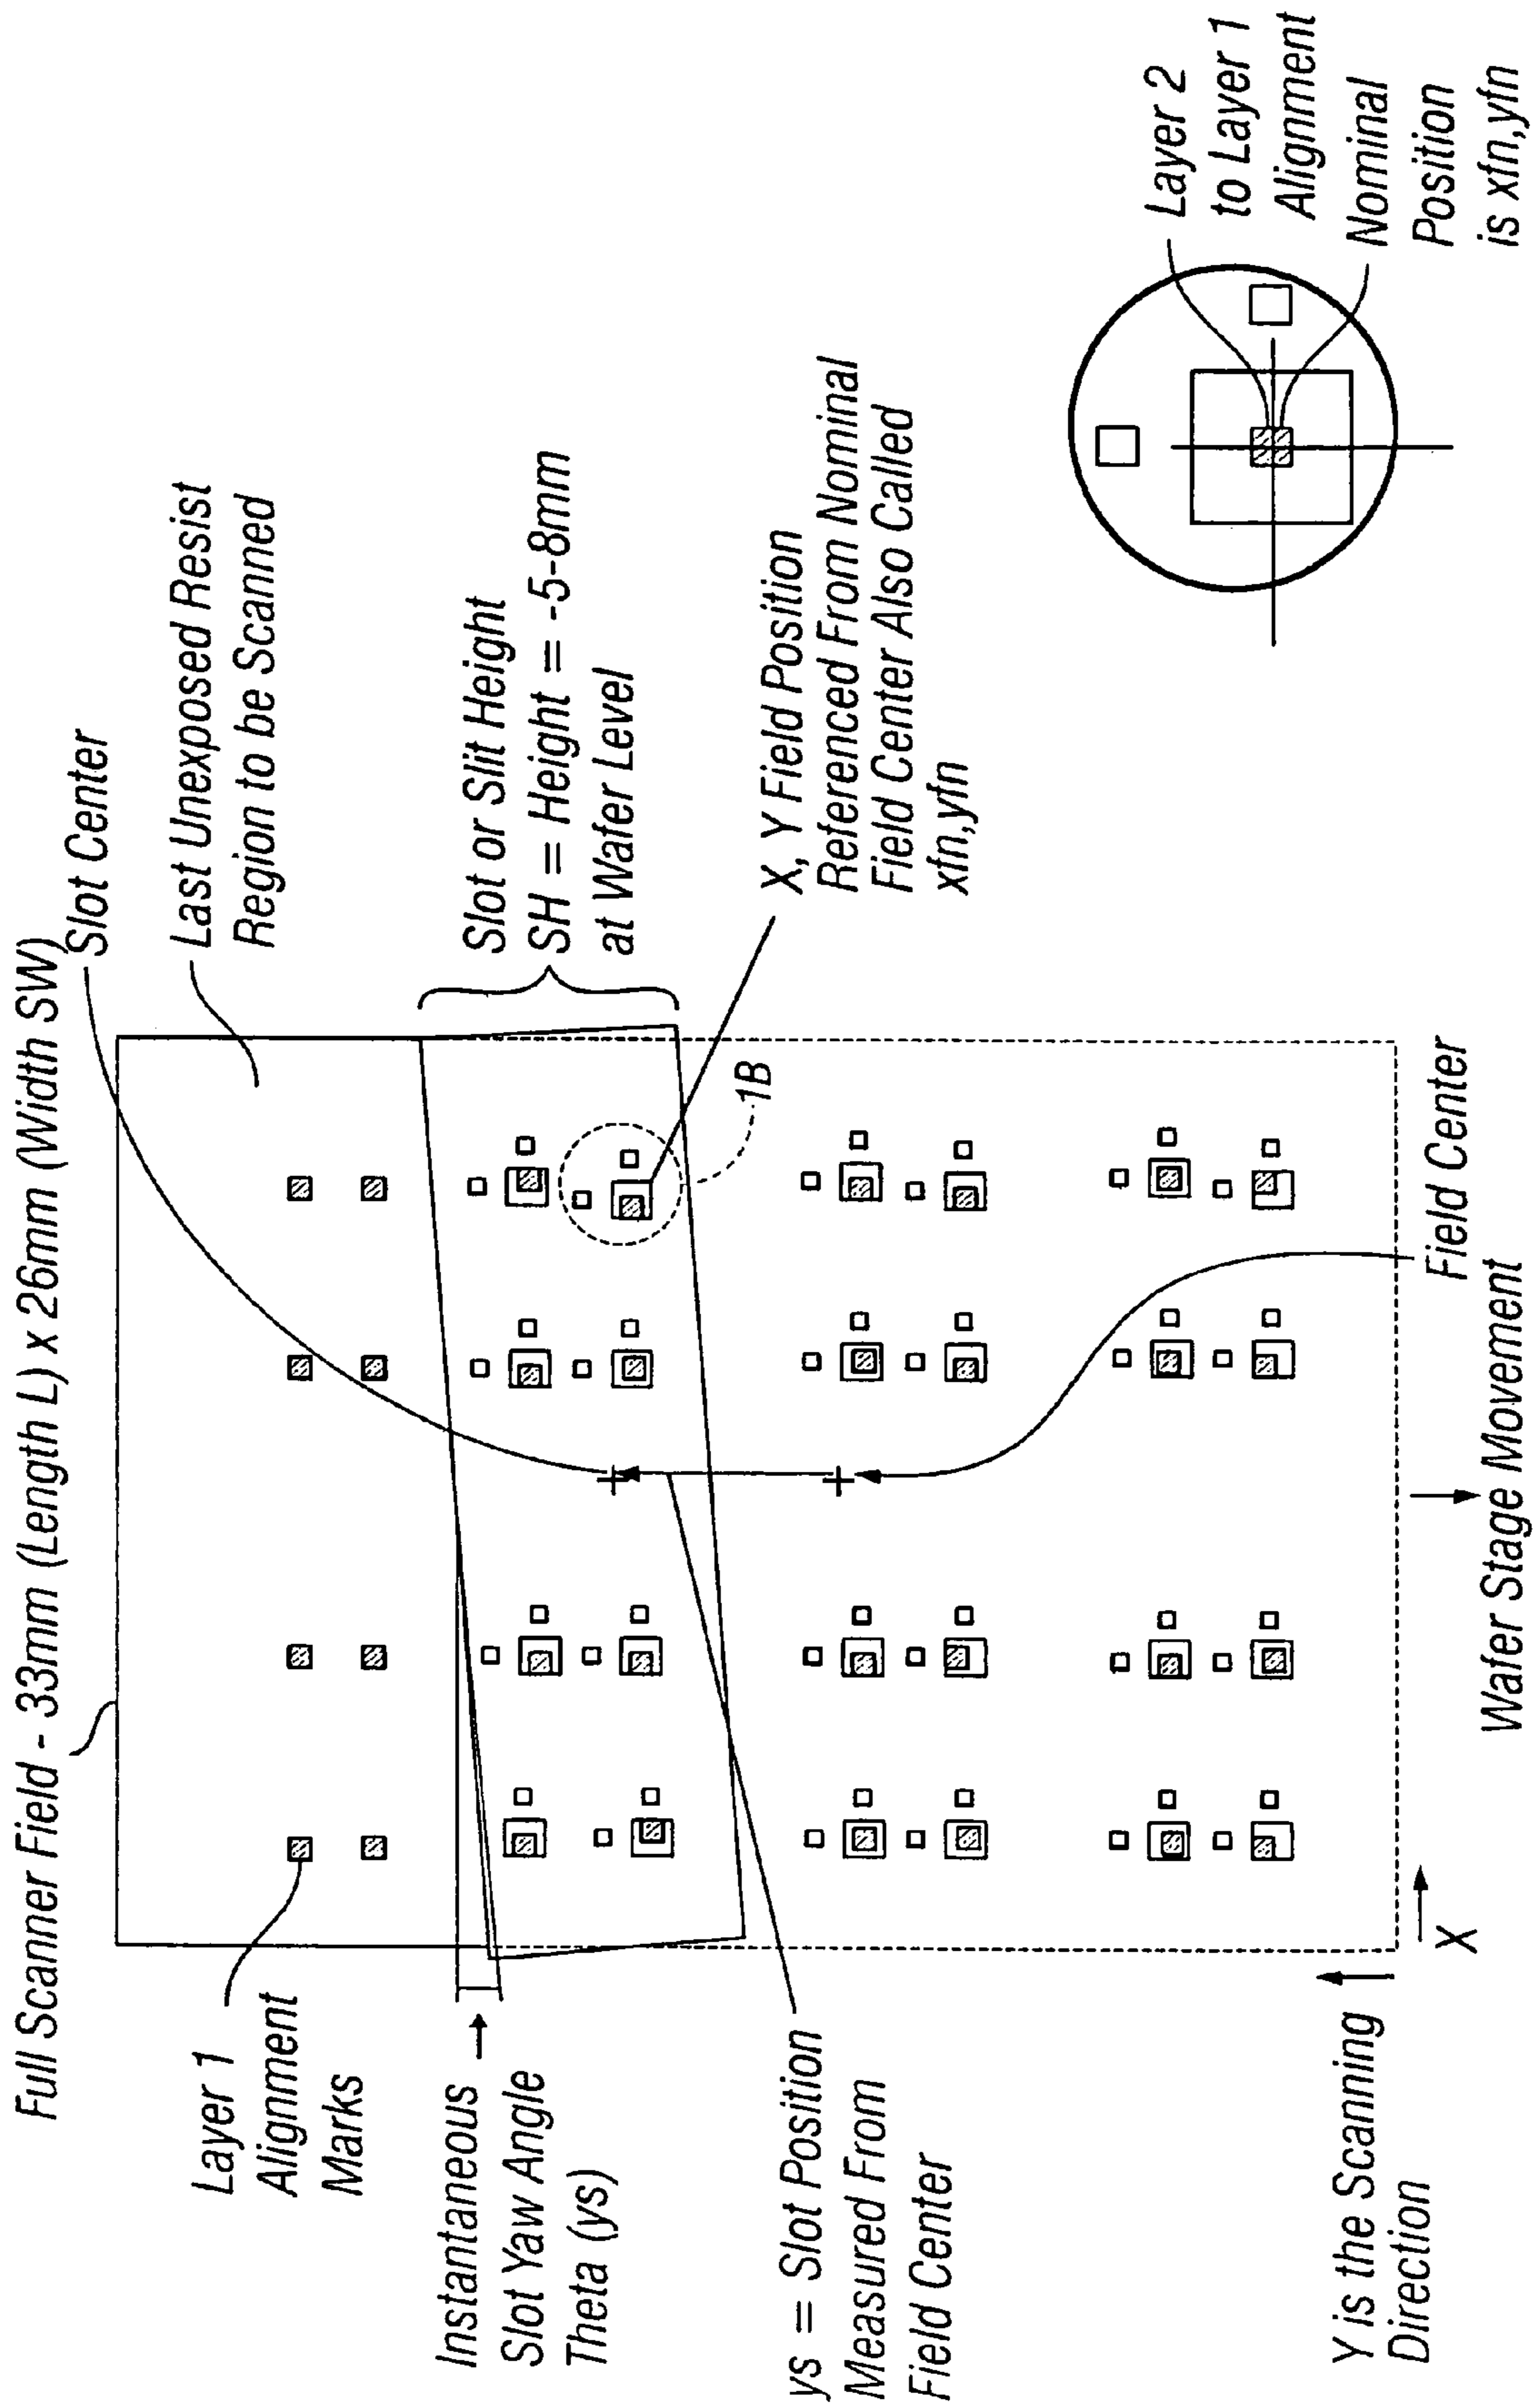 Full Scanner Field - 33mm (Length L) x 26mm (Width SW)
Slot Center
Last Unexposed Resist
Region to be Scanned
Slot or Slit Height
SH = Height = -5-8mm
at Wafer Level
X, Y Field Position
Referenced From Nominal
Field Center Also Called
xfn,yfn
1B
Layer 1
Alignment
Marks
Instantaneous
Slot Yaw Angle
Theta (ys)
ys = Slot Position
Measured From
Field Center
Y is the Scanning
Direction
X
Field Center
Wafer Stage Movement
Layer 2
to Layer 1
Alignment
Nominal
Position
is xfn,yfn